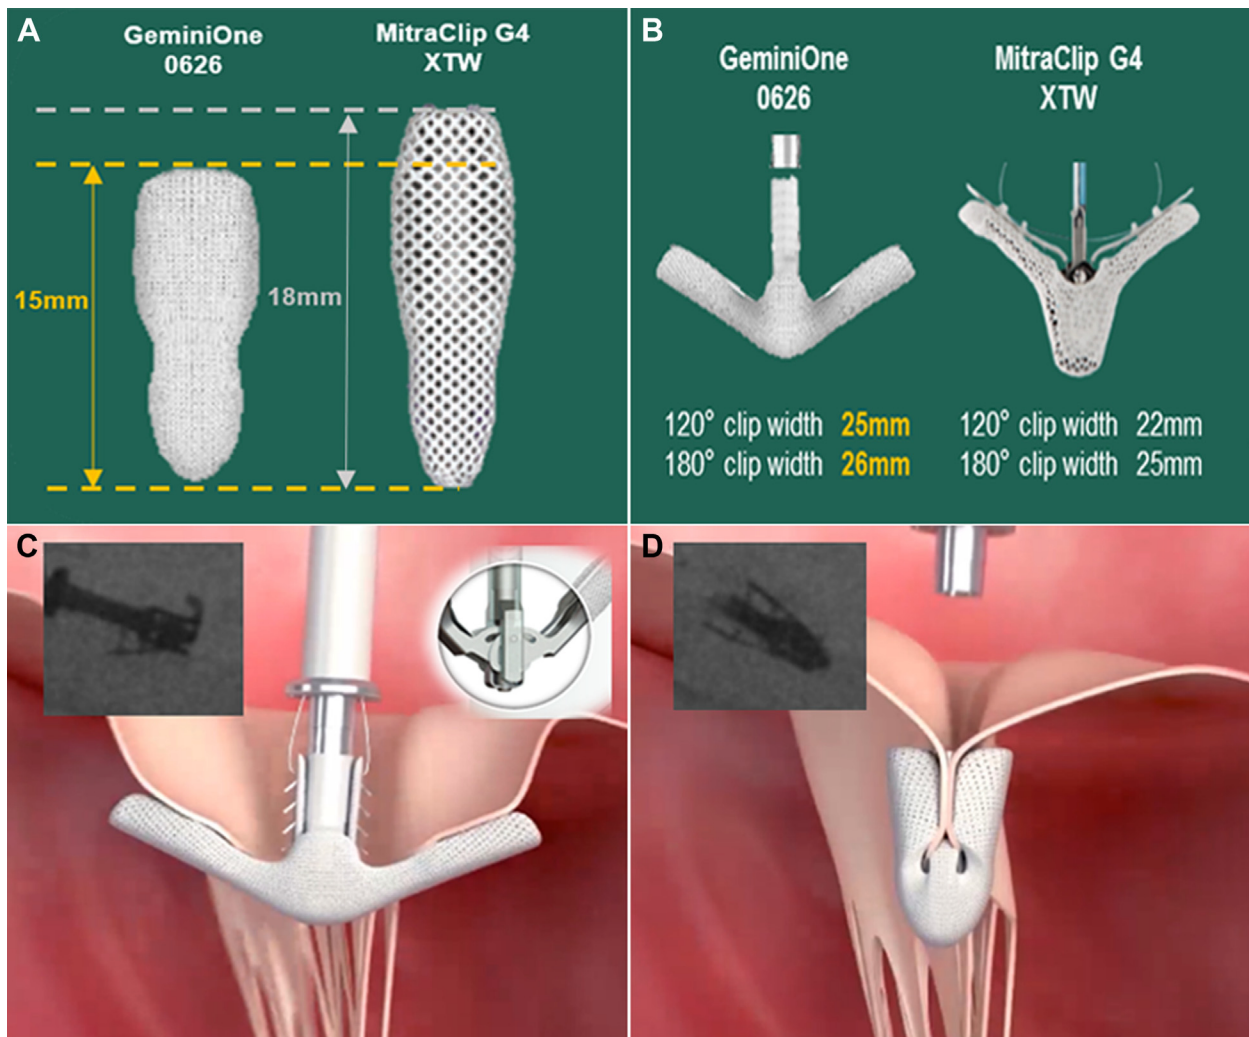 A
GeminiOne
0626
MitraClip G4
XTW
15mm
18mm
B
GeminiOne
0626
MitraClip G4
XTW
120° clip width 25mm
180° clip width 26mm
120° clip width 22mm
180° clip width 25mm
C
D